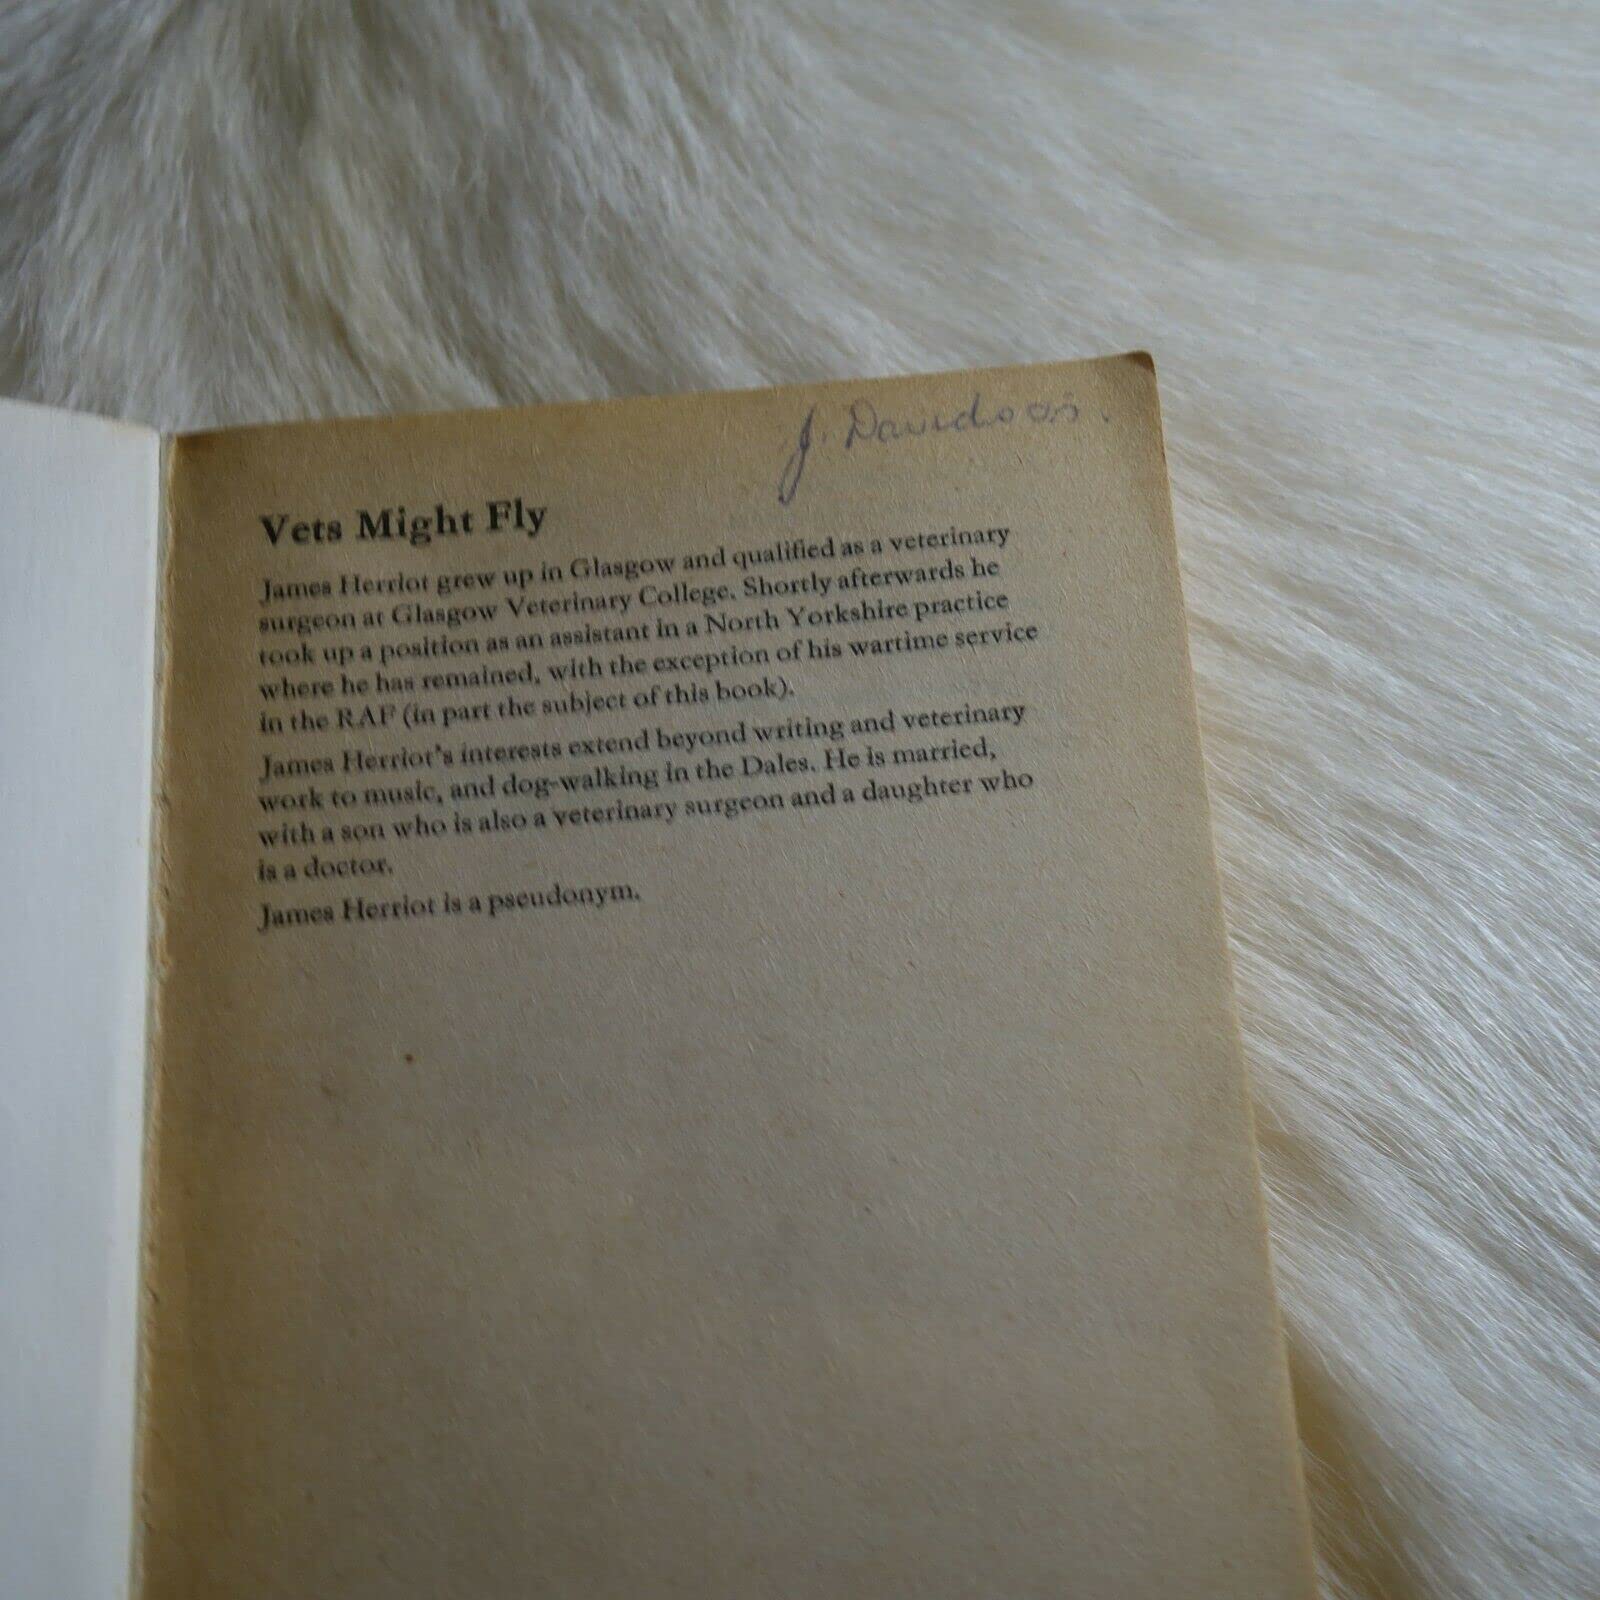 J. Davidson.
Vets Might Fly
James Herriot grew up in Glasgow and qualified as a veterinary
surgeon at Glasgow Veterinary College. Shortly afterwards he
took up a position as an assistant in a North Yorkshire practice
where he has remained, with the exception of his wartime service
in the RAF (in part the subject of this book).
James Herriot's interests extend beyond writing and veterinary
work to music, and dog-walking in the Dales. He is married,
with a son who is also a veterinary surgeon and a daughter who
is a doctor.
James Herriot is a pseudonym.